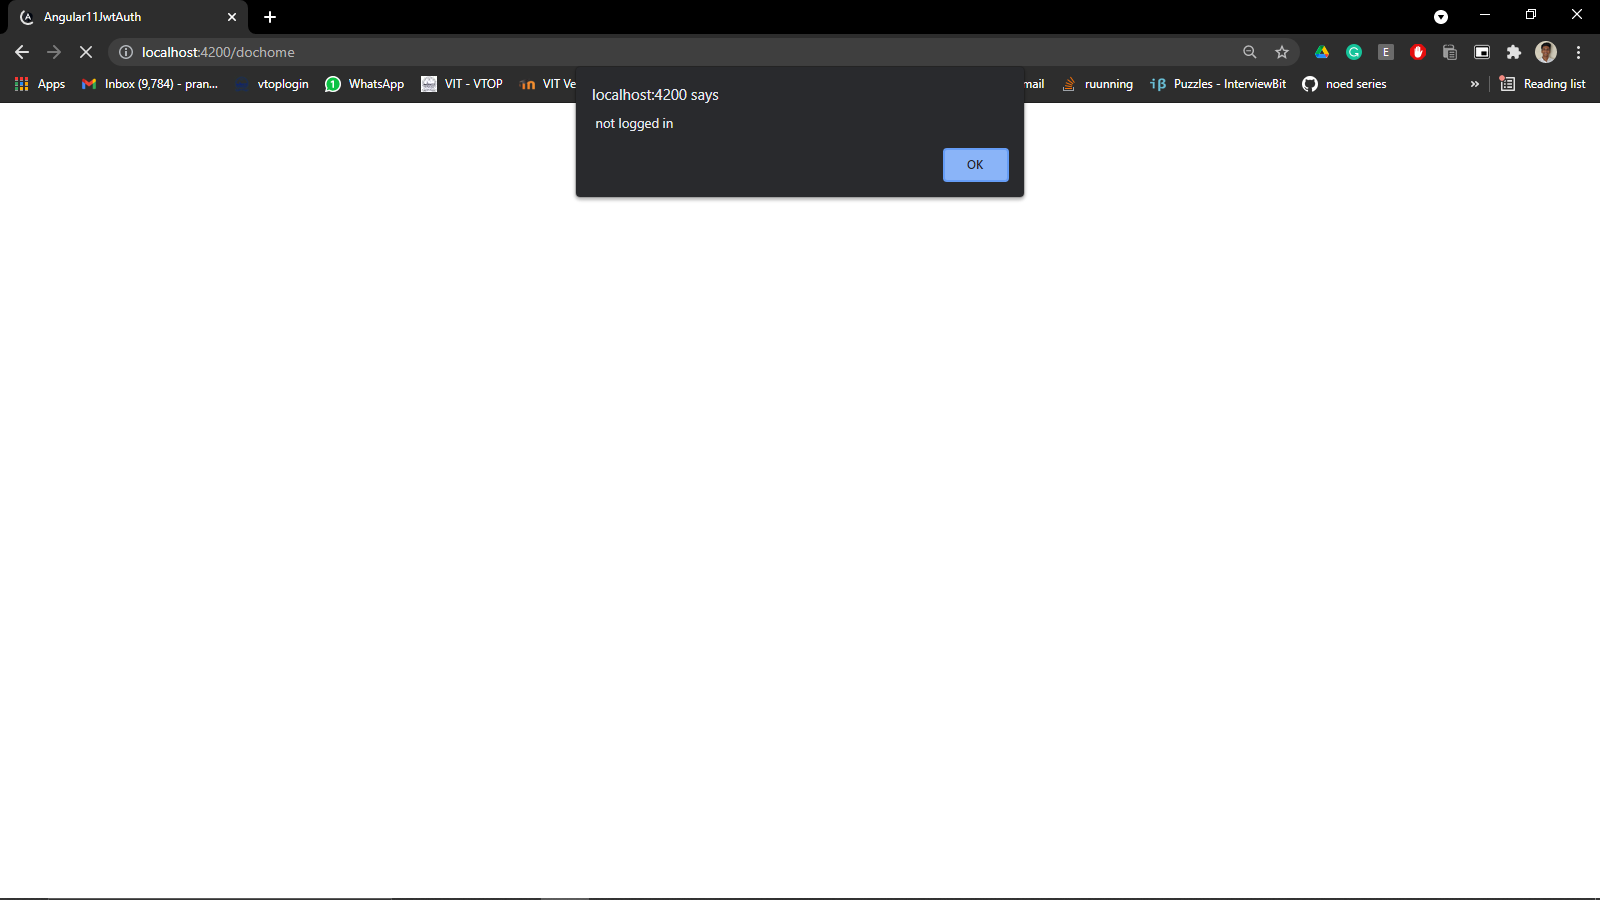 Angular11JwtAuth
localhost:4200/dochome
Apps
Inbox (9,784) - pran...
vtoplogin
WhatsApp
VIT - VTOP
VIT Ve
mail
ruunning
Puzzles - InterviewBit
noed series
»
Reading list
localhost:4200 says
not logged in
OK